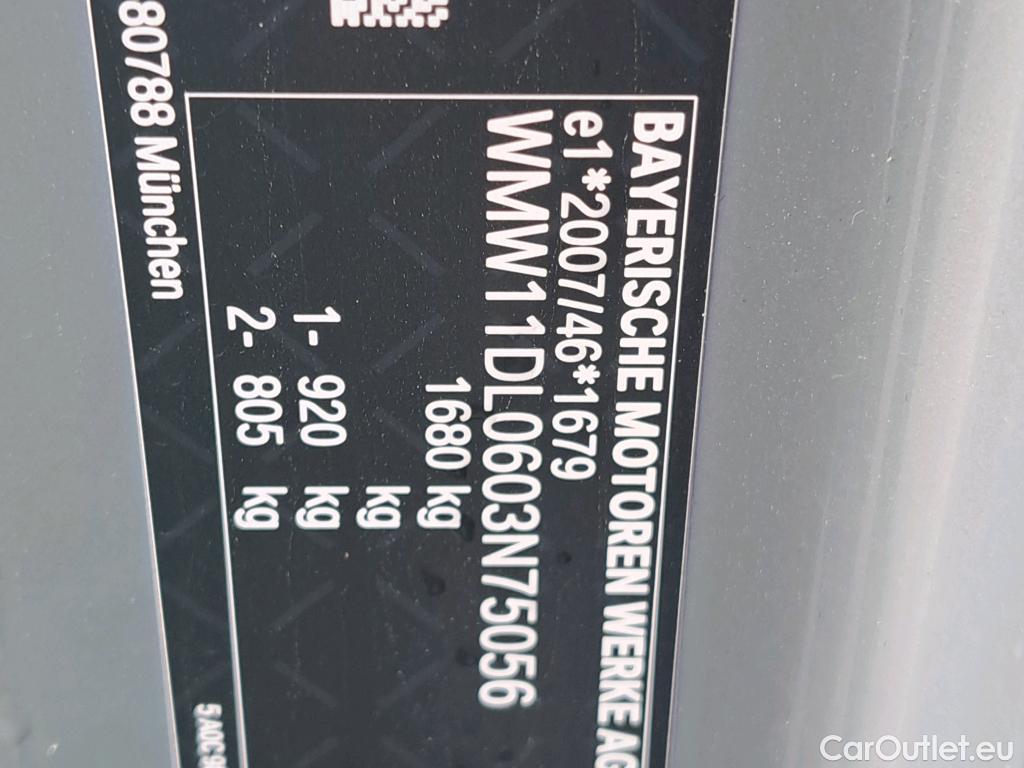 BAYERISCHE MOTOREN WERKE AG
e1*2007/46*1679
WMW11DL0603N75056
1680 kg
kg
1- 920 kg
2- 805 kg
80788 München
CarOutlet.eu